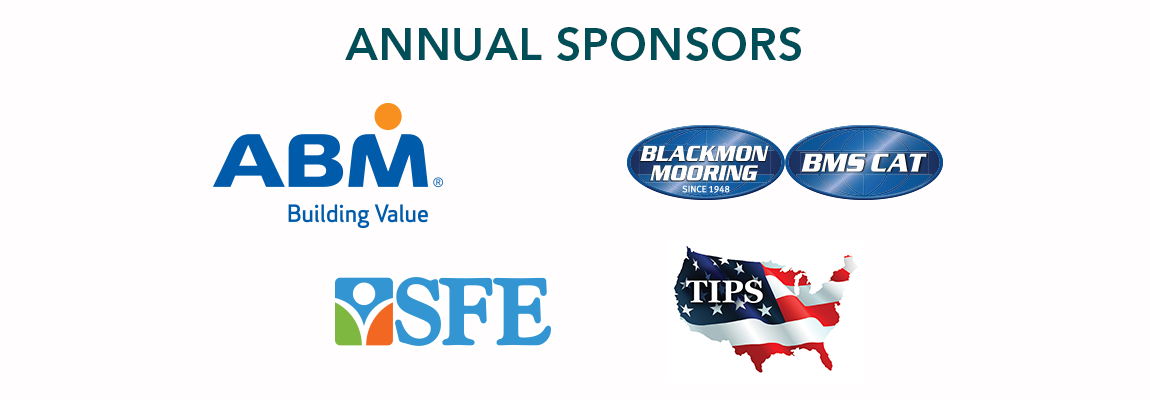 ANNUAL SPONSORS
ABM®
Building Value
BLACKMON
MOORING
SINCE 1948
BMS CAT
SFE
TIPS